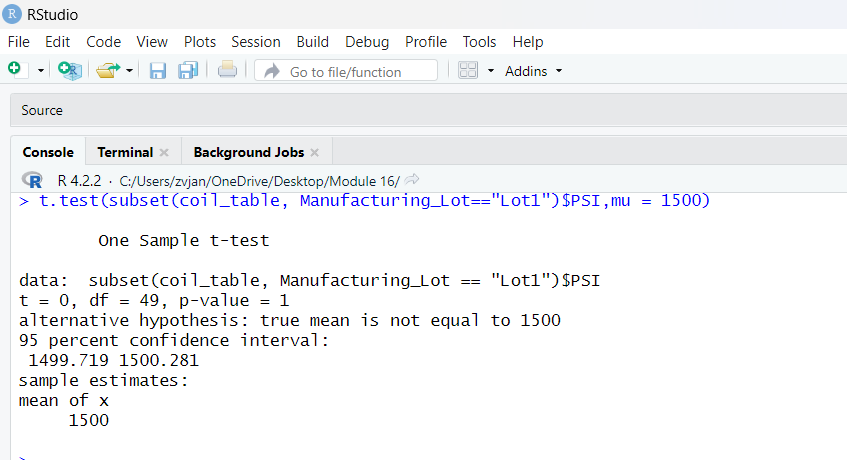 R RStudio
File Edit Code View Plots Session Build Debug Profile Tools Help
R Go to file/function Addins
Source
Console Terminal Background Jobs
R R 4.2.2 · C:/Users/zvjan/OneDrive/Desktop/Module 16/
> t.test(subset(coil_table, Manufacturing_Lot=="Lot1")$PSI,mu = 1500)
One Sample t-test
data:  subset(coil_table, Manufacturing_Lot == "Lot1")$PSI
t = 0, df = 49, p-value = 1
alternative hypothesis: true mean is not equal to 1500
95 percent confidence interval:
1499.719 1500.281
sample estimates:
mean of x
1500
>